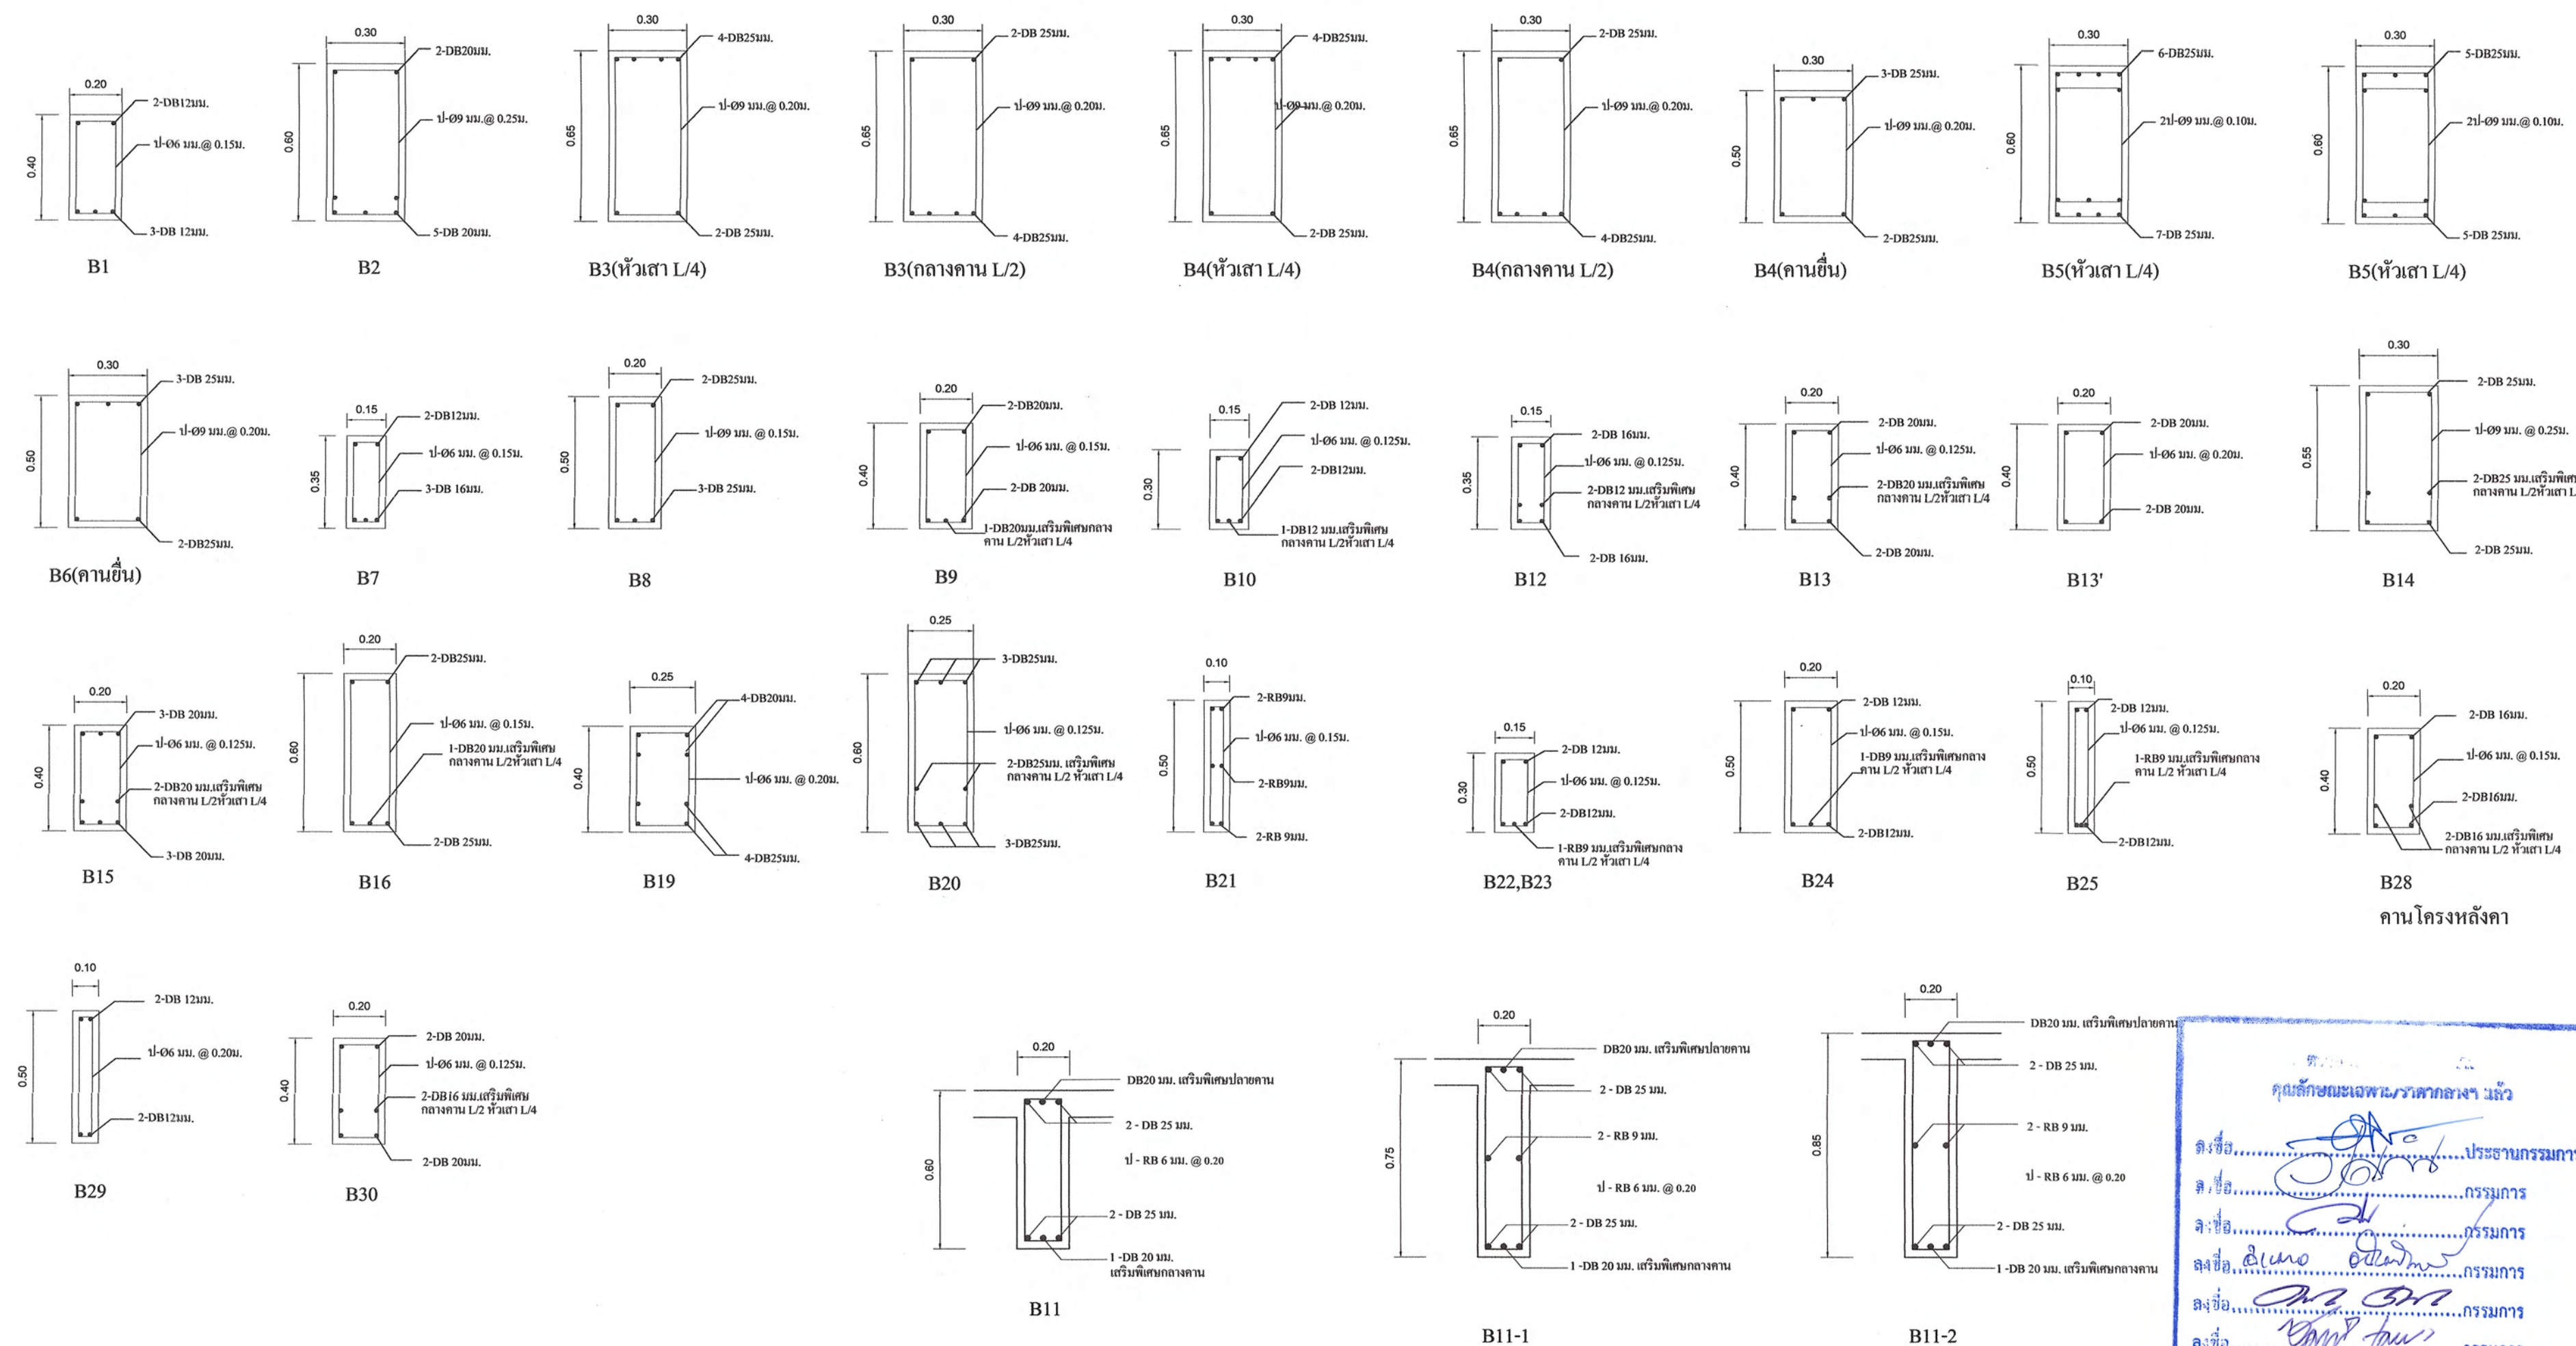 0.20
2-DB12มม.
ป-Ø6 มม.@ 0.15ม.
0.40
3-DB 12มม.
B1
0.30
2-DB20มม.
ป-Ø9 มม.@ 0.25ม.
0.60
5-DB 20มม.
B2
0.30
4-DB25มม.
ป-Ø9 มม.@ 0.20ม.
0.65
2-DB 25มม.
B3(หัวเสา L/4)
0.30
2-DB 25มม.
ป-Ø9 มม.@ 0.20ม.
0.65
4-DB25มม.
B3(กลางคาน L/2)
0.30
4-DB25มม.
ป-Ø9 มม.@ 0.20ม.
0.65
2-DB 25มม.
B4(หัวเสา L/4)
0.30
2-DB 25มม.
ป-Ø9 มม.@ 0.20ม.
0.65
4-DB25มม.
B4(กลางคาน L/2)
0.30
3-DB 25มม.
ป-Ø9 มม.@ 0.20ม.
0.50
2-DB25มม.
B4(คานยื่น)
0.30
6-DB25มม.
2ป-Ø9 มม.@ 0.10ม.
0.60
7-DB 25มม.
B5(หัวเสา L/4)
0.30
5-DB25มม.
2ป-Ø9 มม.@ 0.10ม.
0.60
5-DB 25มม.
B5(หัวเสา L/4)
0.30
3-DB 25มม.
ป-Ø9 มม.@ 0.20ม.
0.50
2-DB25มม.
B6(คานยื่น)
0.15
2-DB12มม.
ป-Ø6 มม. @ 0.15ม.
0.35
3-DB 16มม.
B7
0.20
2-DB25มม.
ป-Ø9 มม. @ 0.15ม.
0.50
3-DB 25มม.
B8
0.20
2-DB20มม.
ป-Ø6 มม. @ 0.15ม.
0.40
2-DB 20มม.
1-DB20มม.เสริมพิเศษกลาง
คาน L/2หัวเสา L/4
B9
0.15
2-DB 12มม.
ป-Ø6 มม. @ 0.125ม.
2-DB12มม.
0.30
1-DB12 มม.เสริมพิเศษ
กลางคาน L/2หัวเสา L/4
B10
0.15
2-DB 16มม.
ป-Ø6 มม. @ 0.125ม.
0.35
2-DB12 มม.เสริมพิเศษ
กลางคาน L/2หัวเสา L/4
2-DB 16มม.
B12
0.20
2-DB 20มม.
ป-Ø6 มม. @ 0.125ม.
0.40
2-DB20 มม.เสริมพิเศษ
กลางคาน L/2หัวเสา L/4
2-DB 20มม.
B13
0.20
2-DB 20มม.
ป-Ø6 มม. @ 0.20ม.
0.40
2-DB 20มม.
B13'
0.30
2-DB 25มม.
ป-Ø9 มม. @ 0.25ม.
0.55
2-DB25 มม.เสริมพิเศษ
กลางคาน L/2หัวเสา L
2-DB 25มม.
B14
0.20
3-DB 20มม.
ป-Ø6 มม. @ 0.125ม.
0.40
2-DB20 มม.เสริมพิเศษ
กลางคาน L/2หัวเสา L/4
3-DB 20มม.
B15
0.20
2-DB25มม.
ป-Ø6 มม. @ 0.15ม.
1-DB20 มม.เสริมพิเศษ
กลางคาน L/2หัวเสา L/4
0.60
2-DB 25มม.
B16
0.25
4-DB20มม.
0.40
ป-Ø6 มม. @ 0.20ม.
4-DB25มม.
B19
0.25
3-DB25มม.
ป-Ø6 มม. @ 0.125ม.
0.60
2-DB25มม. เสริมพิเศษ
กลางคาน L/2 หัวเสา L/4
3-DB25มม.
B20
0.10
2-RB9มม.
ป-Ø6 มม. @ 0.15ม.
0.50
2-RB9มม.
2-RB 9มม.
B21
0.15
2-DB 12มม.
ป-Ø6 มม. @ 0.125ม.
0.30
2-DB12มม.
1-RB9 มม.เสริมพิเศษกลาง
คาน L/2 หัวเสา L/4
B22,B23
0.20
2-DB 12มม.
ป-Ø6 มม. @ 0.15ม.
1-DB9 มม.เสริมพิเศษกลาง
คาน L/2 หัวเสา L/4
0.50
2-DB12มม.
B24
0.10
2-DB 12มม.
ป-Ø6 มม. @ 0.125ม.
1-RB9 มม.เสริมพิเศษกลาง
คาน L/2 หัวเสา L/4
0.50
2-DB12มม.
B25
0.20
2-DB 16มม.
ป-Ø6 มม. @ 0.15ม.
0.40
2-DB16มม.
2-DB16 มม.เสริมพิเศษ
กลางคาน L/2 หัวเสา L/4
B28
คานโครงหลังคา
0.10
2-DB 12มม.
ป-Ø6 มม. @ 0.20ม.
0.50
2-DB12มม.
B29
0.20
2-DB 20มม.
ป-Ø6 มม. @ 0.125ม.
0.40
2-DB16 มม.เสริมพิเศษ
กลางคาน L/2 หัวเสา L/4
2-DB 20มม.
B30
0.20
DB20 มม. เสริมพิเศษปลายคาน
2 - DB 25 มม.
ป - RB 6 มม. @ 0.20
0.60
2 - DB 25 มม.
1 -DB 20 มม.
เสริมพิเศษกลางคาน
B11
0.20
DB20 มม. เสริมพิเศษปลายคาน
2 - DB 25 มม.
2 - RB 9 มม.
0.75
ป - RB 6 มม. @ 0.20
2 - DB 25 มม.
1 -DB 20 มม. เสริมพิเศษกลางคาน
B11-1
0.20
DB20 มม. เสริมพิเศษปลายคาน
2 - DB 25 มม.
2 - RB 9 มม.
0.85
ป - RB 6 มม. @ 0.20
2 - DB 25 มม.
1 -DB 20 มม. เสริมพิเศษกลางคาน
B11-2
คุณลักษณะเฉพาะ/ราคากลางฯ แล้ว
ลงชื่อ..............................ประธานกรรมการ
ลงชื่อ..............................กรรมการ
ลงชื่อ..............................กรรมการ
ลงชื่อ..............................กรรมการ
ลงชื่อ..............................กรรมการ
ลงชื่อ